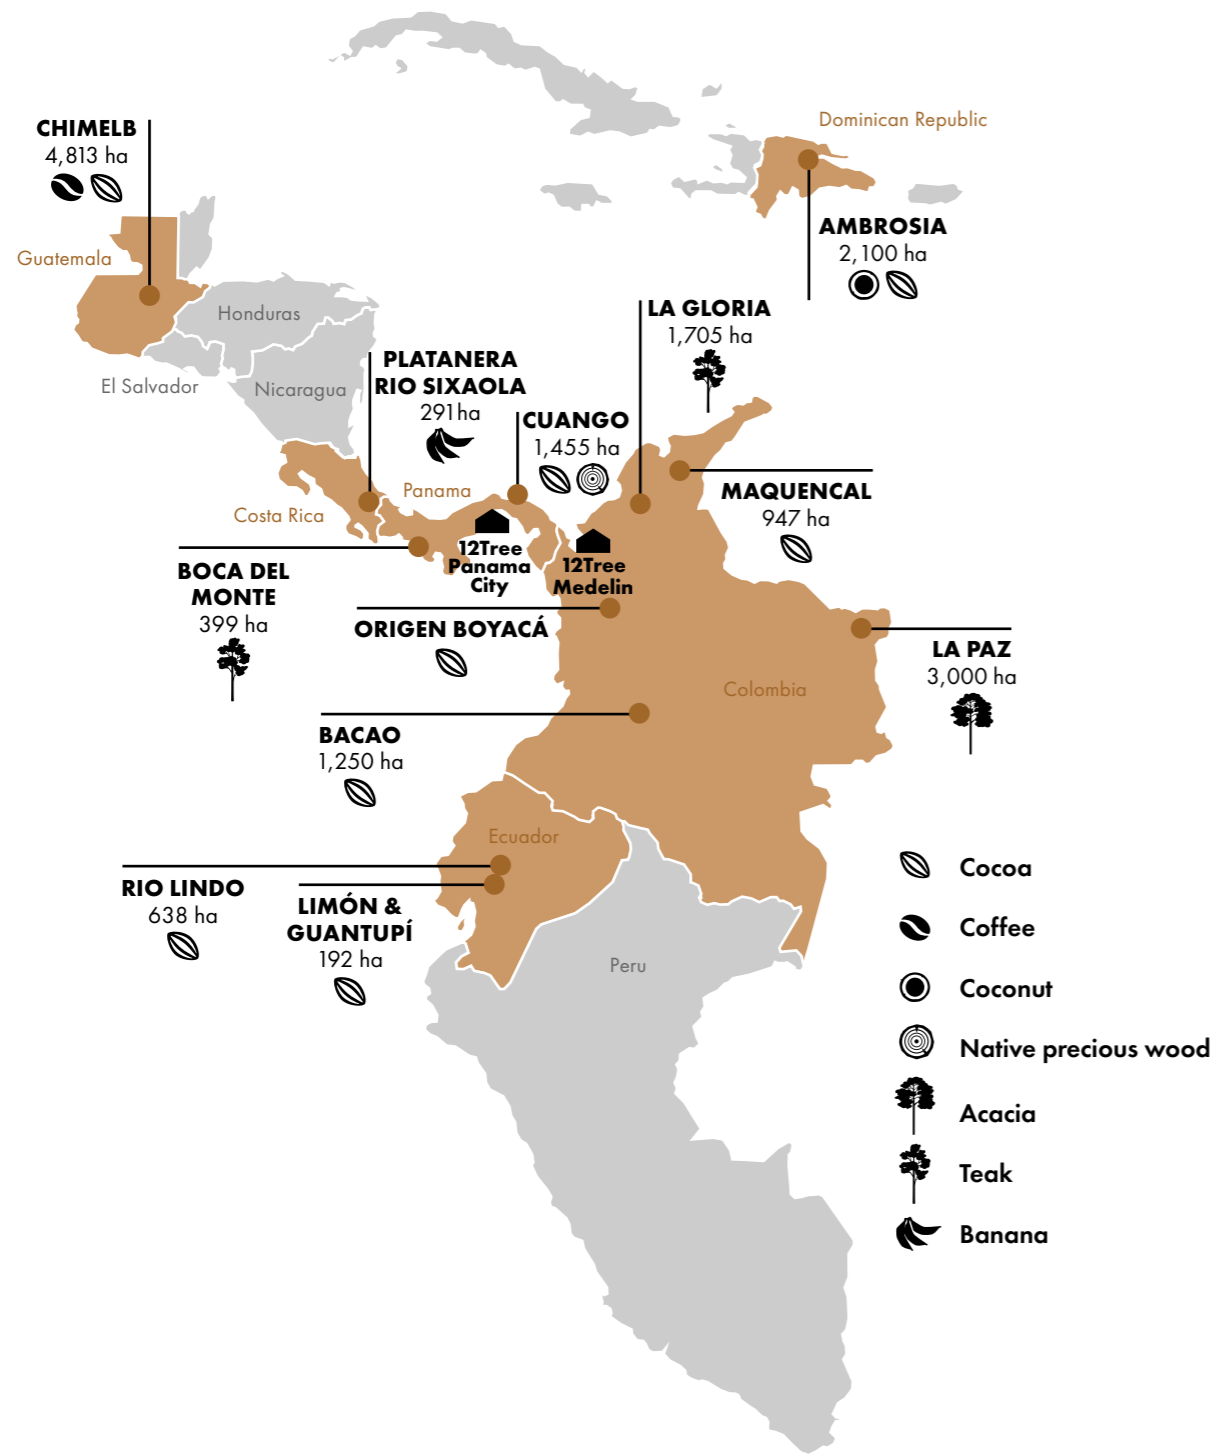 Dominican Republic
CHIMELB
4,813 ha
AMBROSIA
2,100 ha
Guatemala
Honduras
LA GLORIA
1,705 ha
El Salvador
Nicaragua
PLATANERA
RIO SIXAOLA
291 ha
CUANGO
1,455 ha
Panama
Costa Rica
MAQUENCAL
947 ha
12Tree
Panama
City
12Tree
Medelin
BOCA DEL
MONTE
399 ha
ORIGEN BOYACÁ
LA PAZ
3,000 ha
Colombia
BACAO
1,250 ha
Ecuador
RIO LINDO
638 ha
LIMÓN &
GUANTUPÍ
192 ha
Peru
Cocoa
Coffee
Coconut
Native precious wood
Acacia
Teak
Banana